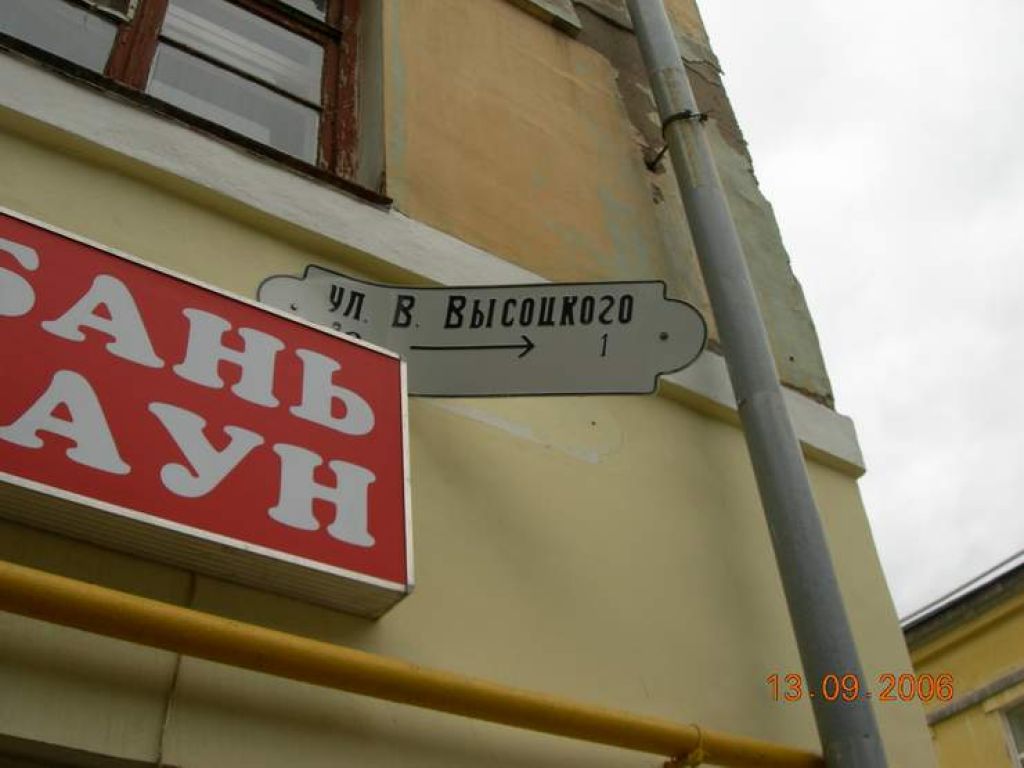 ул. В. Высоцкого
1
БАНЬ
АУН
13.09.2006